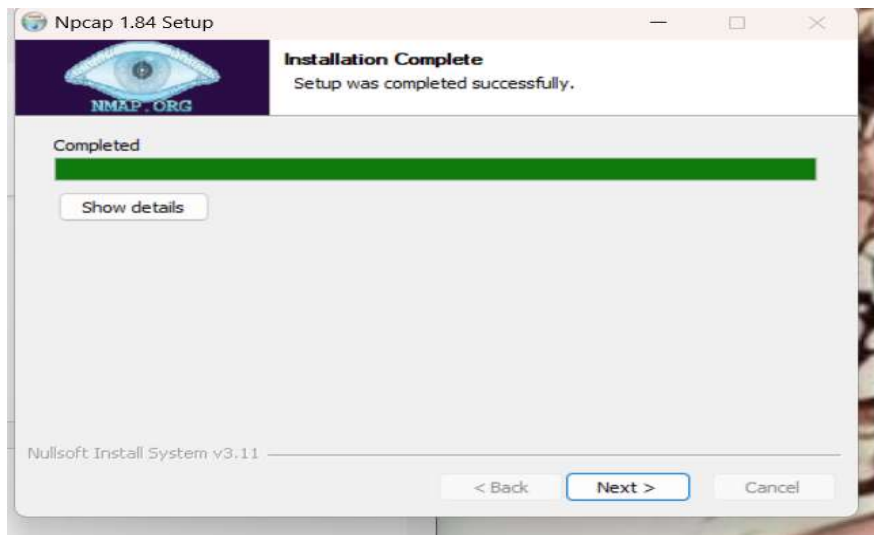 Npcap 1.84 Setup
NMAP.ORG
Installation Complete
Setup was completed successfully.
Completed
Show details
Nullsoft Install System v3.11
< Back
Next >
Cancel